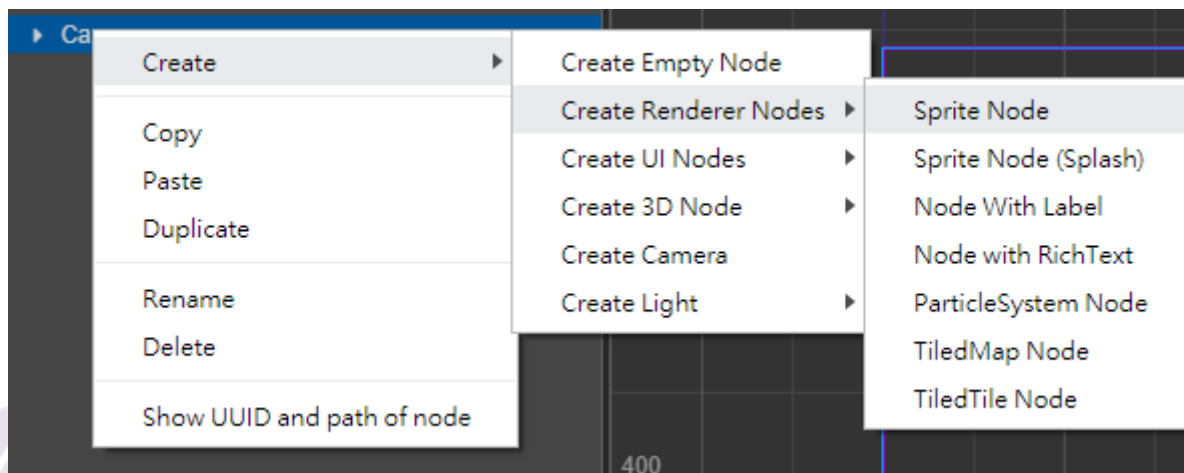 Ca
Create
Copy
Paste
Duplicate
Rename
Delete
Show UUID and path of node
Create Empty Node
Create Renderer Nodes
Create UI Nodes
Create 3D Node
Create Camera
Create Light
Sprite Node
Sprite Node (Splash)
Node With Label
Node with RichText
ParticleSystem Node
TiledMap Node
TiledTile Node
400